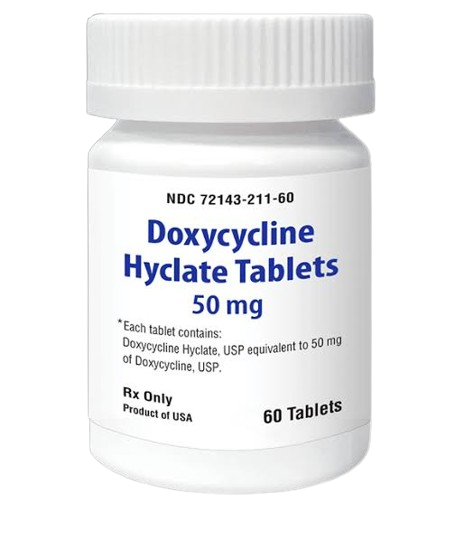 NDC 72143-211-60
Doxycycline
Hyclate Tablets
50 mg
*Each tablet contains:
Doxycycline Hyclate, USP equivalent to 50 mg
of Doxycycline, USP.
Rx Only
Product of USA
60 Tablets